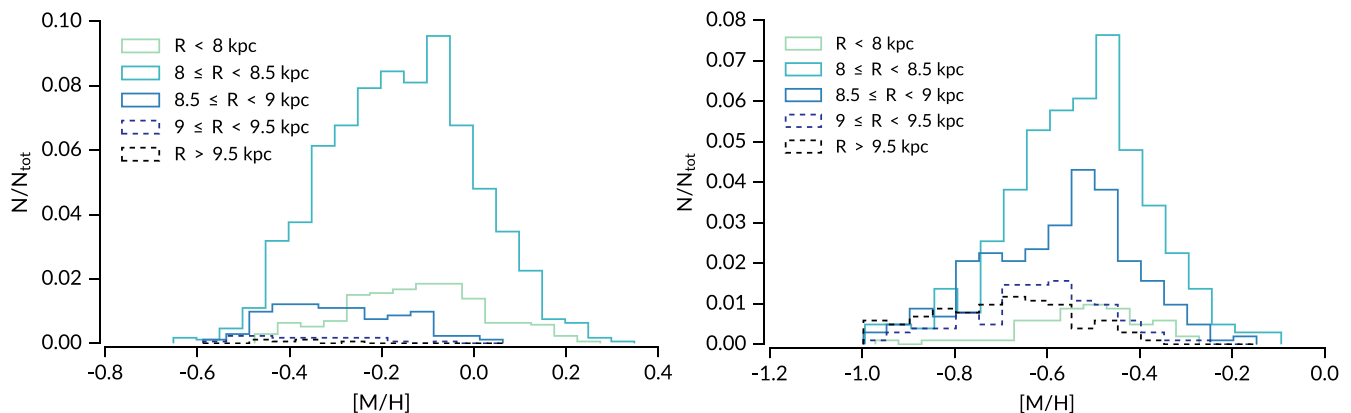 0.10
0.08
0.06
0.04
0.02
0.00
N/Ntot
R < 8 kpc
8 ≤ R < 8.5 kpc
8.5 ≤ R < 9 kpc
9 ≤ R < 9.5 kpc
R > 9.5 kpc
-0.8 -0.6 -0.4 -0.2 0.0 0.2 0.4
[M/H]
0.08
0.07
0.06
0.05
0.04
0.03
0.02
0.01
0.00
N/Ntot
R < 8 kpc
8 ≤ R < 8.5 kpc
8.5 ≤ R < 9 kpc
9 ≤ R < 9.5 kpc
R > 9.5 kpc
-1.2 -1.0 -0.8 -0.6 -0.4 -0.2 0.0
[M/H]